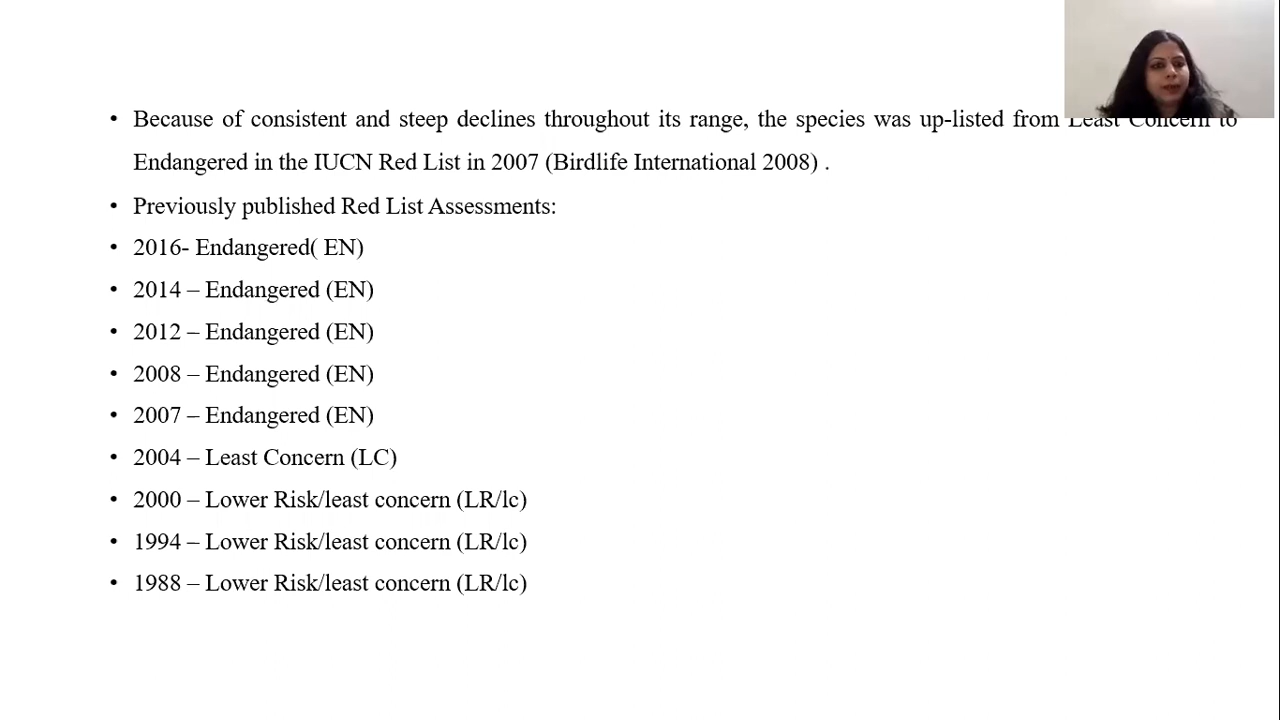 • Because of consistent and steep declines throughout its range, the species was up-listed from Least Concern to
Endangered in the IUCN Red List in 2007 (Birdlife International 2008) .
• Previously published Red List Assessments:
• 2016- Endangered( EN)
• 2014 – Endangered (EN)
• 2012 – Endangered (EN)
• 2008 – Endangered (EN)
• 2007 – Endangered (EN)
• 2004 – Least Concern (LC)
• 2000 – Lower Risk/least concern (LR/lc)
• 1994 – Lower Risk/least concern (LR/lc)
• 1988 – Lower Risk/least concern (LR/lc)